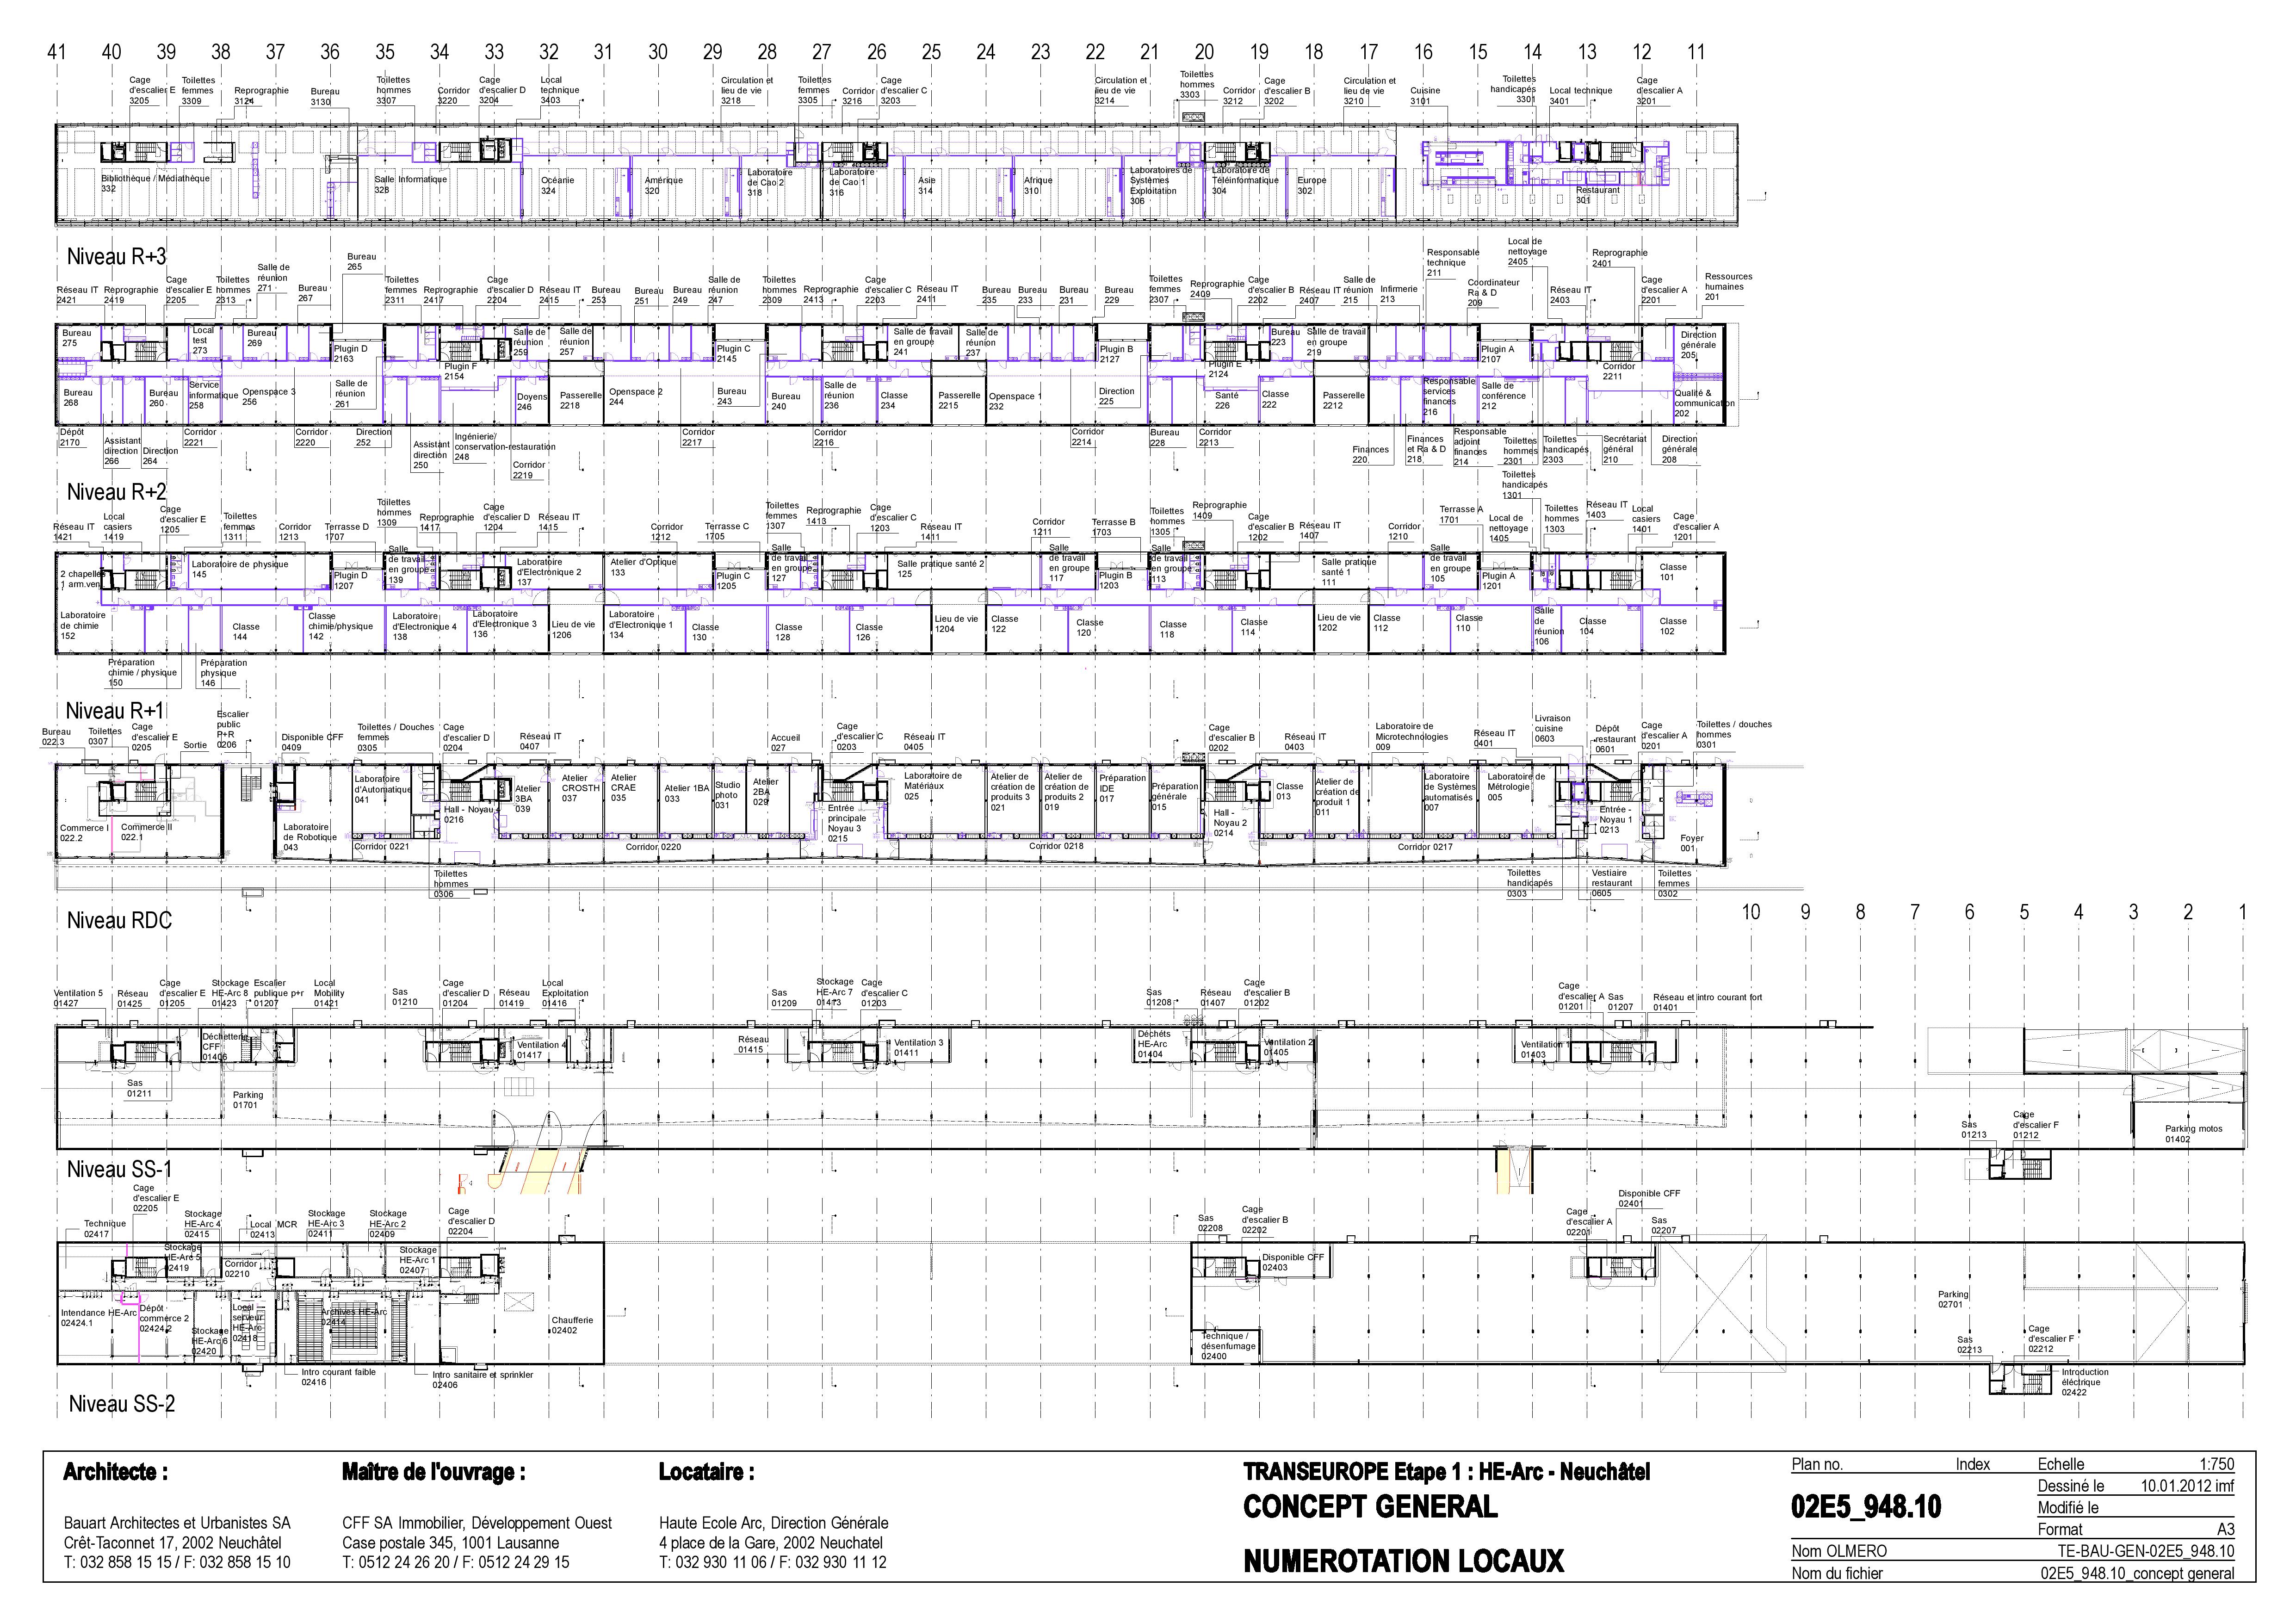 41 40 39 38 37 36 35 34 33 32 31 30 29 28 27 26 25 24 23 22 21 20 19 18 17 16 15 14 13 12 11
Cage
d'escalier E
3205
Toilettes
femmes
3309
Reprographie
3124
Bureau
3130
Toilettes
hommes
3307
Corridor
3220
Cage
d'escalier D
3204
Local
technique
3403
Circulation et
lieu de vie
3218
Toilettes
femmes
3305
Corridor
3216
Cage
d'escalier C
3203
Circulation et
lieu de vie
3214
Toilettes
hommes
3303
Corridor
3212
Cage
d'escalier B
3202
Circulation et
lieu de vie
3210
Cuisine
3101
Toilettes
handicapés
3301
Local technique
3401
Cage
d'escalier A
3201
Bibliothèque / Médiathèque
332
Salle Informatique
328
Océanie
324
Amérique
320
Laboratoire
de Cao 2
318
Laboratoire
de Cao 1
316
Asie
314
Afrique
310
Laboratoires de
Systèmes
Exploitation
306
Laboratoire de
Téléinformatique
304
Europe
302
Restaurant
301
Niveau R+3
Réseau IT
2421
Reprographie
2419
Cage
d'escalier E
2205
Toilettes
hommes
2313
Salle de
réunion
271
Bureau
267
Bureau
265
Toilettes
femmes
2311
Reprographie
2417
Cage
d'escalier D
2204
Réseau IT
2415
Bureau
253
Bureau
251
Bureau
249
Salle de
réunion
247
Toilettes
hommes
2309
Reprographie
2413
Cage
d'escalier C
2203
Réseau IT
2411
Bureau
235
Bureau
233
Bureau
231
Bureau
229
Toilettes
femmes
2307
Reprographie
2409
Cage
d'escalier B
2202
Réseau IT
2407
Salle de
réunion
215
Infirmerie
213
Responsable
technique
211
Coordinateur
Ra & D
209
Local de
nettoyage
2405
Réseau IT
2403
Reprographie
2401
Cage
d'escalier A
2201
Ressources
humaines
201
Bureau
275
Local
test
273
Bureau
269
Plugin D
2163
Plugin F
2154
Salle de
réunion
259
Salle de
réunion
257
Plugin C
2145
Salle de travail
en groupe
241
Salle de
réunion
237
Plugin B
2127
Plugin E
2124
Bureau
223
Salle de travail
en groupe
219
Plugin A
2107
Corridor
2211
Direction
générale
205
Bureau
268
Bureau
260
Service
informatique
258
Openspace 3
256
Salle de
réunion
261
Doyens
246
Passerelle
2218
Openspace 2
244
Bureau
243
Bureau
240
Salle de
réunion
236
Classe
234
Passerelle
2215
Openspace 1
232
Direction
225
Santé
226
Classe
222
Passerelle
2212
Responsable
services
finances
216
Salle de
conférence
212
Qualité &
communication
202
Dépôt
2170
Assistant
direction
266
Direction
264
Corridor
2221
Corridor
2220
Direction
252
Assistant
direction
250
Ingénierie/
conservation-restauration
248
Corridor
2219
Corridor
2217
Corridor
2216
Corridor
2214
Bureau
228
Corridor
2213
Finances
220
Finances
et Ra & D
218
Responsable
adjoint
finances
214
Toilettes
hommes
2301
Toilettes
handicapés
2303
Secrétariat
général
210
Direction
générale
208
Niveau R+2
Réseau IT
1421
Local
casiers
1419
Cage
d'escalier E
1205
Toilettes
femmes
1311
Corridor
1213
Terrasse D
1707
Toilettes
hommes
1309
Reprographie
1417
Cage
d'escalier D
1204
Réseau IT
1415
Corridor
1212
Terrasse C
1705
Toilettes
femmes
1307
Reprographie
1413
Cage
d'escalier C
1203
Réseau IT
1411
Corridor
1211
Terrasse B
1703
Toilettes
hommes
1305
Reprographie
1409
Cage
d'escalier B
1202
Réseau IT
1407
Corridor
1210
Terrasse A
1701
Local de
nettoyage
1405
Toilettes
handicapés
1301
Toilettes
hommes
1303
Réseau IT
1403
Local
casiers
1401
Cage
d'escalier A
1201
2 chapelles
1 arm.ven.
Laboratoire de physique
145
Plugin D
1207
Salle
de travail
en groupe
139
Laboratoire
d'Electronique 2
137
Atelier d'Optique
133
Plugin C
1205
Salle
de travail
en groupe
127
Salle pratique santé 2
125
Salle
de travail
en groupe
117
Plugin B
1203
Salle
de travail
en groupe
113
Salle pratique
santé 1
111
Salle
de travail
en groupe
105
Plugin A
1201
Classe
101
Laboratoire
de chimie
152
Classe
144
Classe
chimie/physique
142
Laboratoire
d'Electronique 4
138
Laboratoire
d'Electronique 3
136
Lieu de vie
1206
Laboratoire
d'Electronique 1
134
Classe
130
Classe
128
Classe
126
Lieu de vie
1204
Classe
122
Classe
120
Classe
118
Classe
114
Lieu de vie
1202
Classe
112
Classe
110
Salle
de
réunion
106
Classe
104
Classe
102
Préparation
chimie / physique
150
Préparation
physique
146
Niveau R+1
Bureau
022.3
Toilettes
0307
Cage
d'escalier E
0205
Sortie
Escalier
public
P+R
0206
Disponible CFF
0409
Toilettes / Douches
femmes
0305
Cage
d'escalier D
0204
Réseau IT
0407
Accueil
027
Cage
d'escalier C
0203
Réseau IT
0405
Cage
d'escalier B
0202
Réseau IT
0403
Laboratoire de
Microtechnologies
009
Réseau IT
0401
Livraison
cuisine
0603
Dépôt
restaurant
0601
Cage
d'escalier A
0201
Toilettes / douches
hommes
0301
Commerce I
022.2
Commerce II
022.1
Laboratoire
de Robotique
043
Laboratoire
d'Automatique
041
Hall - Noyau 4
0216
Atelier
3BA
039
Atelier
CROSTH
037
Atelier
CRAE
035
Atelier 1BA
033
Studio
photo
031
Atelier
2BA
029
Entrée
principale
Noyau 3
0215
Laboratoire de
Matériaux
025
Atelier de
création de
produits 3
021
Atelier de
création de
produits 2
019
Préparation
IDE
017
Préparation
générale
015
Hall -
Noyau 2
0214
Classe
013
Atelier de
création de
produit 1
011
Laboratoire
de Systèmes
automatisés
007
Laboratoire de
Métrologie
005
Entrée -
Noyau 1
0213
Foyer
001
Corridor 0221
Corridor 0220
Corridor 0218
Corridor 0217
Toilettes
hommes
0306
Toilettes
handicapés
0303
Vestiaire
restaurant
0605
Toilettes
femmes
0302
Niveau RDC
10 9 8 7 6 5 4 3 2 1
Ventilation 5
01427
Réseau
01425
Cage
d'escalier E
01205
Stockage
HE-Arc 8
01423
Escalier
publique p+r
01207
Local
Mobility
01421
Sas
01210
Cage
d'escalier D
01204
Réseau
01419
Local
Exploitation
01416
Sas
01209
Stockage
HE-Arc 7
01413
Cage
d'escalier C
01203
Sas
01208
Réseau
01407
Cage
d'escalier B
01202
Cage
d'escalier A
01201
Sas
01207
Réseau et intro courant fort
01401
Déchetterie
CFF
01406
Ventilation 4
01417
Réseau
01415
Ventilation 3
01411
Déchéts
HE-Arc
01404
Ventilation 2
01405
Ventilation 1
01403
Sas
01211
Parking
01701
Sas
01213
Cage
d'escalier F
01212
Parking motos
01402
Niveau SS-1
Technique
02417
Cage
d'escalier E
02205
Stockage
HE-Arc 4
02415
Local MCR
02413
Stockage
HE-Arc 3
02411
Stockage
HE-Arc 2
02409
Cage
d'escalier D
02204
Sas
02208
Cage
d'escalier B
02202
Cage
d'escalier A
02201
Disponible CFF
02401
Sas
02207
Stockage
HE-Arc 5
02419
Corridor
02210
Stockage
HE-Arc 1
02407
Disponible CFF
02403
Intendance HE-Arc
02424.1
Dépôt
commerce 2
02424.2
Stockage
HE-Arc 6
02420
Local
serveur
HE-Arc
02418
Archives HE-Arc
02414
Chaufferie
02402
Technique /
désenfumage
02400
Parking
02701
Sas
02213
Cage
d'escalier F
02212
Introduction
éléctrique
02422
Intro courant faible
02416
Intro sanitaire et sprinkler
02406
Niveau SS-2
Architecte :
Bauart Architectes et Urbanistes SA
Crêt-Taconnet 17, 2002 Neuchâtel
T: 032 858 15 15 / F: 032 858 15 10
Maître de l'ouvrage :
CFF SA Immobilier, Développement Ouest
Case postale 345, 1001 Lausanne
T: 0512 24 26 20 / F: 0512 24 29 15
Locataire :
Haute Ecole Arc, Direction Générale
4 place de la Gare, 2002 Neuchatel
T: 032 930 11 06 / F: 032 930 11 12
TRANSEUROPE Etape 1 : HE-Arc - Neuchâtel
CONCEPT GENERAL
NUMEROTATION LOCAUX
Plan no. Index
02E5_948.10
Echelle 1:750
Dessiné le 10.01.2012 imf
Modifié le
Format A3
Nom OLMERO TE-BAU-GEN-02E5_948.10
Nom du fichier 02E5_948.10_concept general